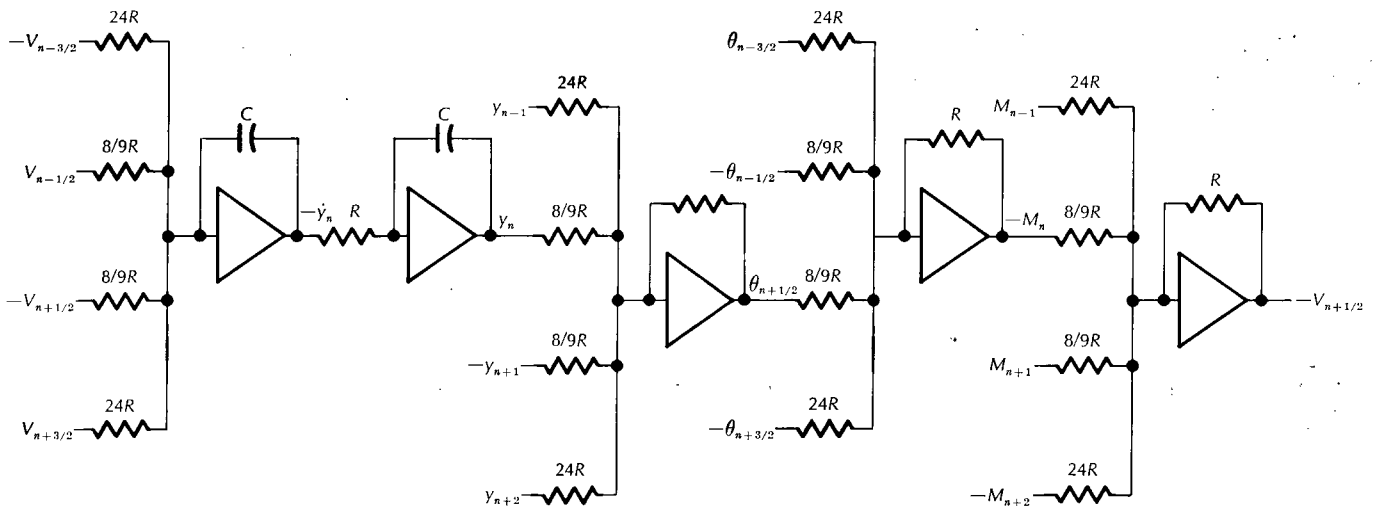 24R
−V_{n−3/2}
8/9R
V_{n−1/2}
8/9R
−V_{n+1/2}
24R
V_{n+3/2}
C
−ẏ_n
R
C
y_n
24R
y_{n−1}
8/9R
8/9R
−y_{n+1}
24R
y_{n+2}
θ_{n+1/2}
24R
θ_{n−3/2}
8/9R
−θ_{n−1/2}
8/9R
24R
−θ_{n+3/2}
R
−M_n
24R
M_{n−1}
8/9R
8/9R
M_{n+1}
24R
−M_{n+2}
R
−V_{n+1/2}